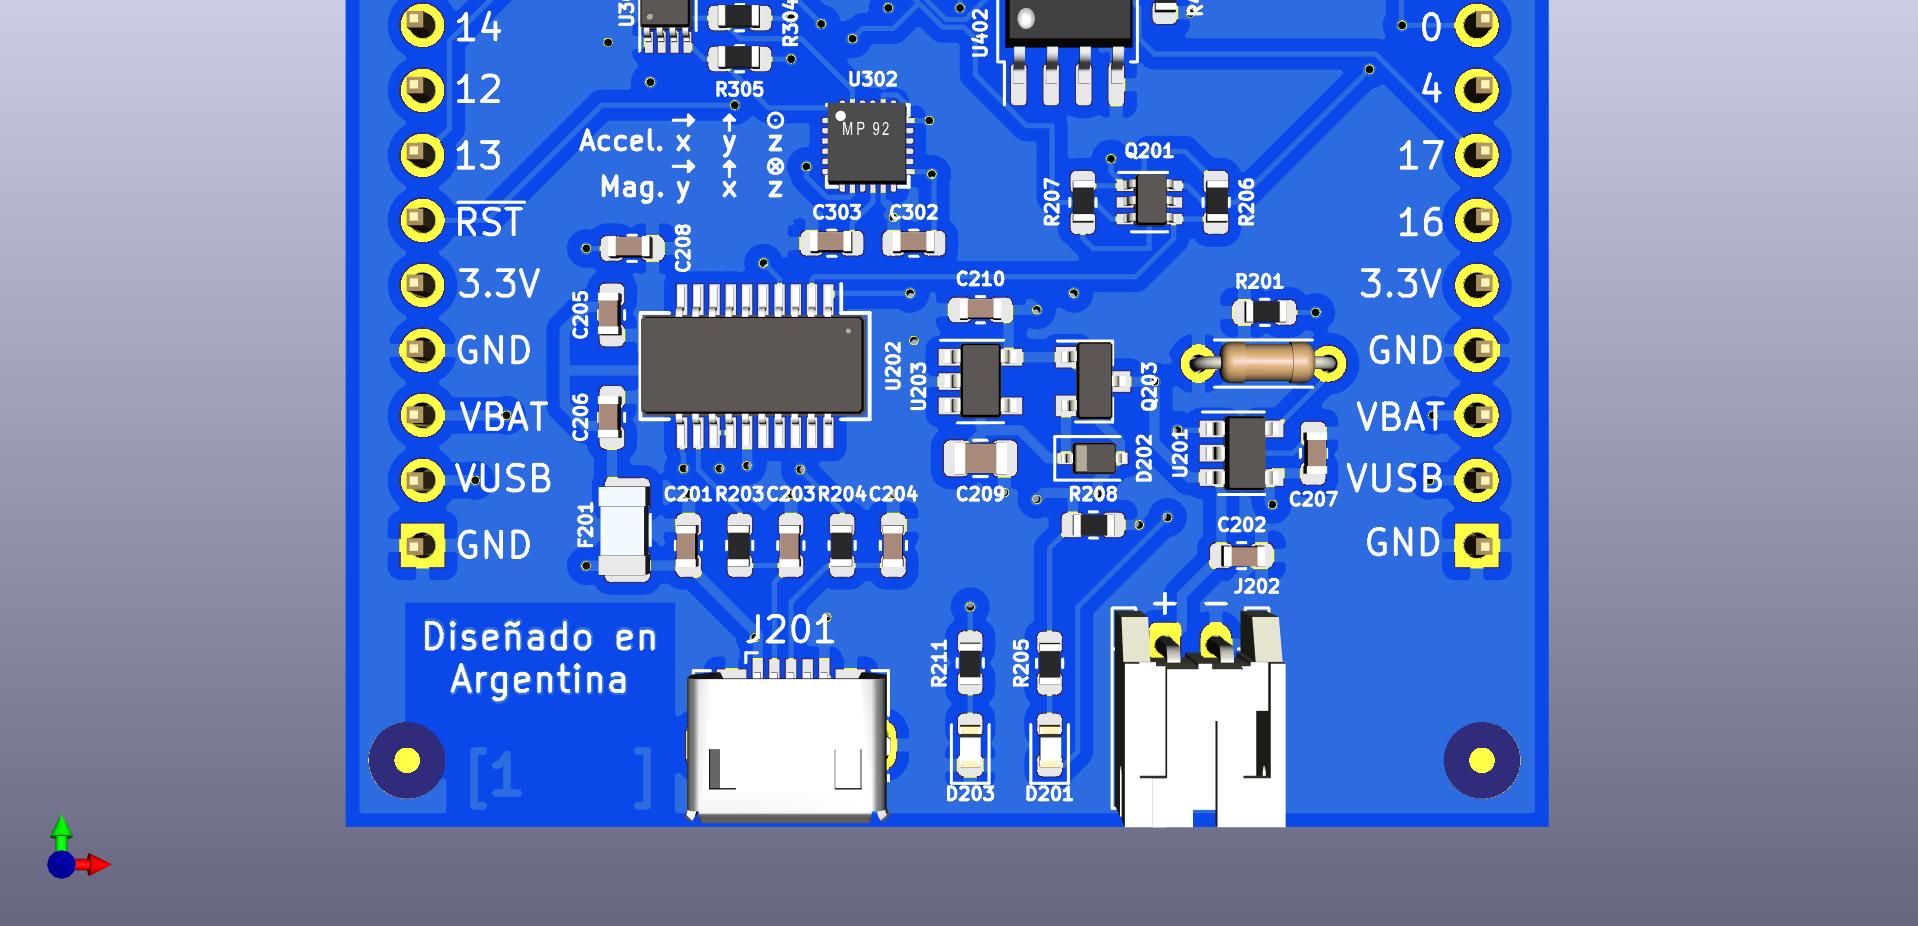 14
12
13
RST
3.3V
GND
VBAT
VUSB
GND
R304
R305
U302
MP 92
Accel. x y z
Mag. y x z
C303
C302
C208
C205
C206
U202
F201
C201 R203 C203 R204 C204
U402
Q201
R207
R206
C210
U203
Q203
C209
D202
R208
R201
U201
C207
C202
J202
+ −
0
4
17
16
3.3V
GND
VBAT
VUSB
GND
Diseñado en
Argentina
[1 ]
J201
R211
R205
D203
D201